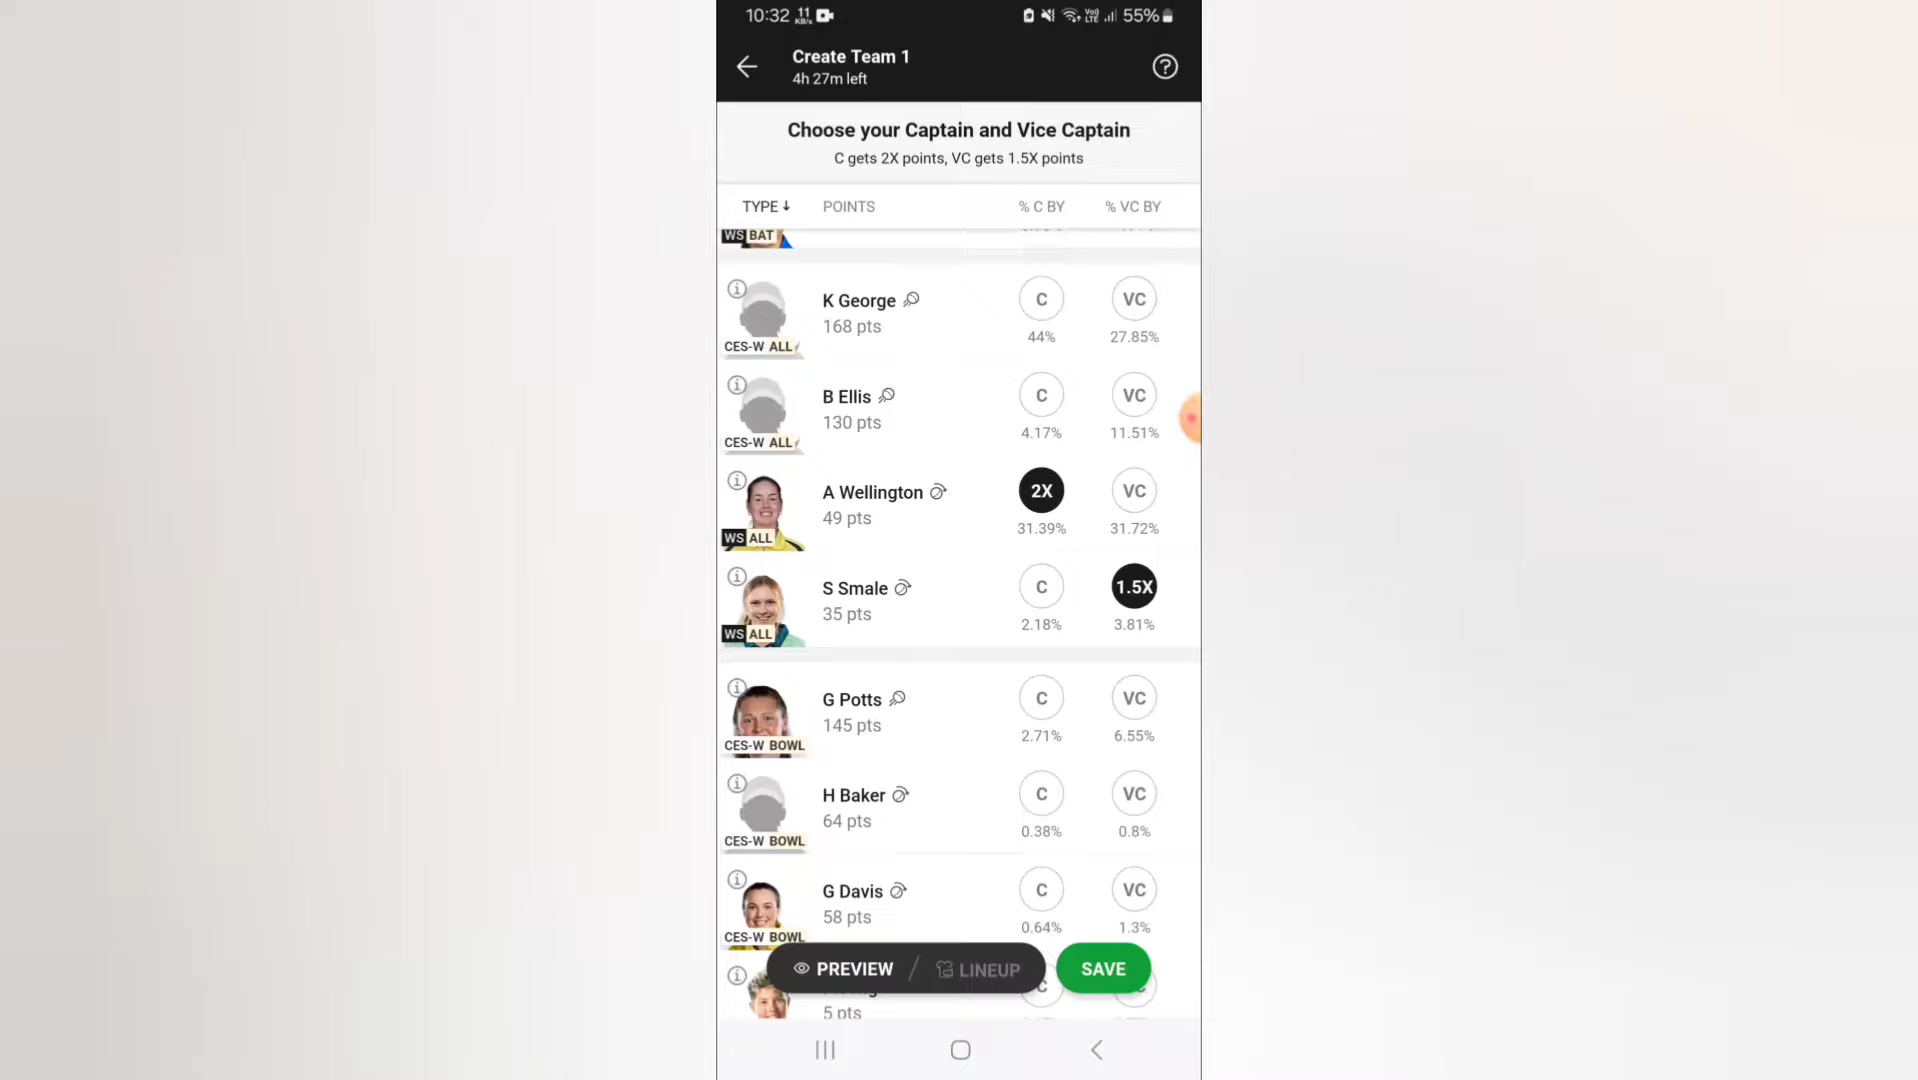 10:32 11 KB/s Vo) LTE 55%
Create Team 1
4h 27m left
Choose your Captain and Vice Captain
C gets 2X points, VC gets 1.5X points
TYPE POINTS % C BY % VC BY
WS BAT
K George C VC
168 pts 44% 27.85%
CES-W ALL
B Ellis C VC
130 pts 4.17% 11.51%
CES-W ALL
A Wellington 2X VC
49 pts 31.39% 31.72%
WS ALL
S Smale C 1.5X
35 pts 2.18% 3.81%
WS ALL
G Potts C VC
145 pts 2.71% 6.55%
CES-W BOWL
H Baker C VC
64 pts 0.38% 0.8%
CES-W BOWL
G Davis C VC
58 pts 0.64% 1.3%
CES-W BOWL
PREVIEW / LINEUP SAVE
5 pts